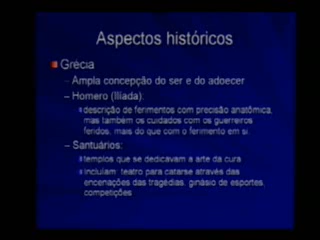 Aspectos históricos
Grécia
– Ampla concepção do ser e do adoecer
– Homero (Ilíada):
descrição de ferimentos com precisão anatômica,
mas também os cuidados com os guerreiros
feridos, mais do que com o ferimento em si.
– Santuários:
templos que se dedicavam a arte da cura
incluíam: teatro para catarse através das
encenações das tragédias, ginásio de esportes,
competições